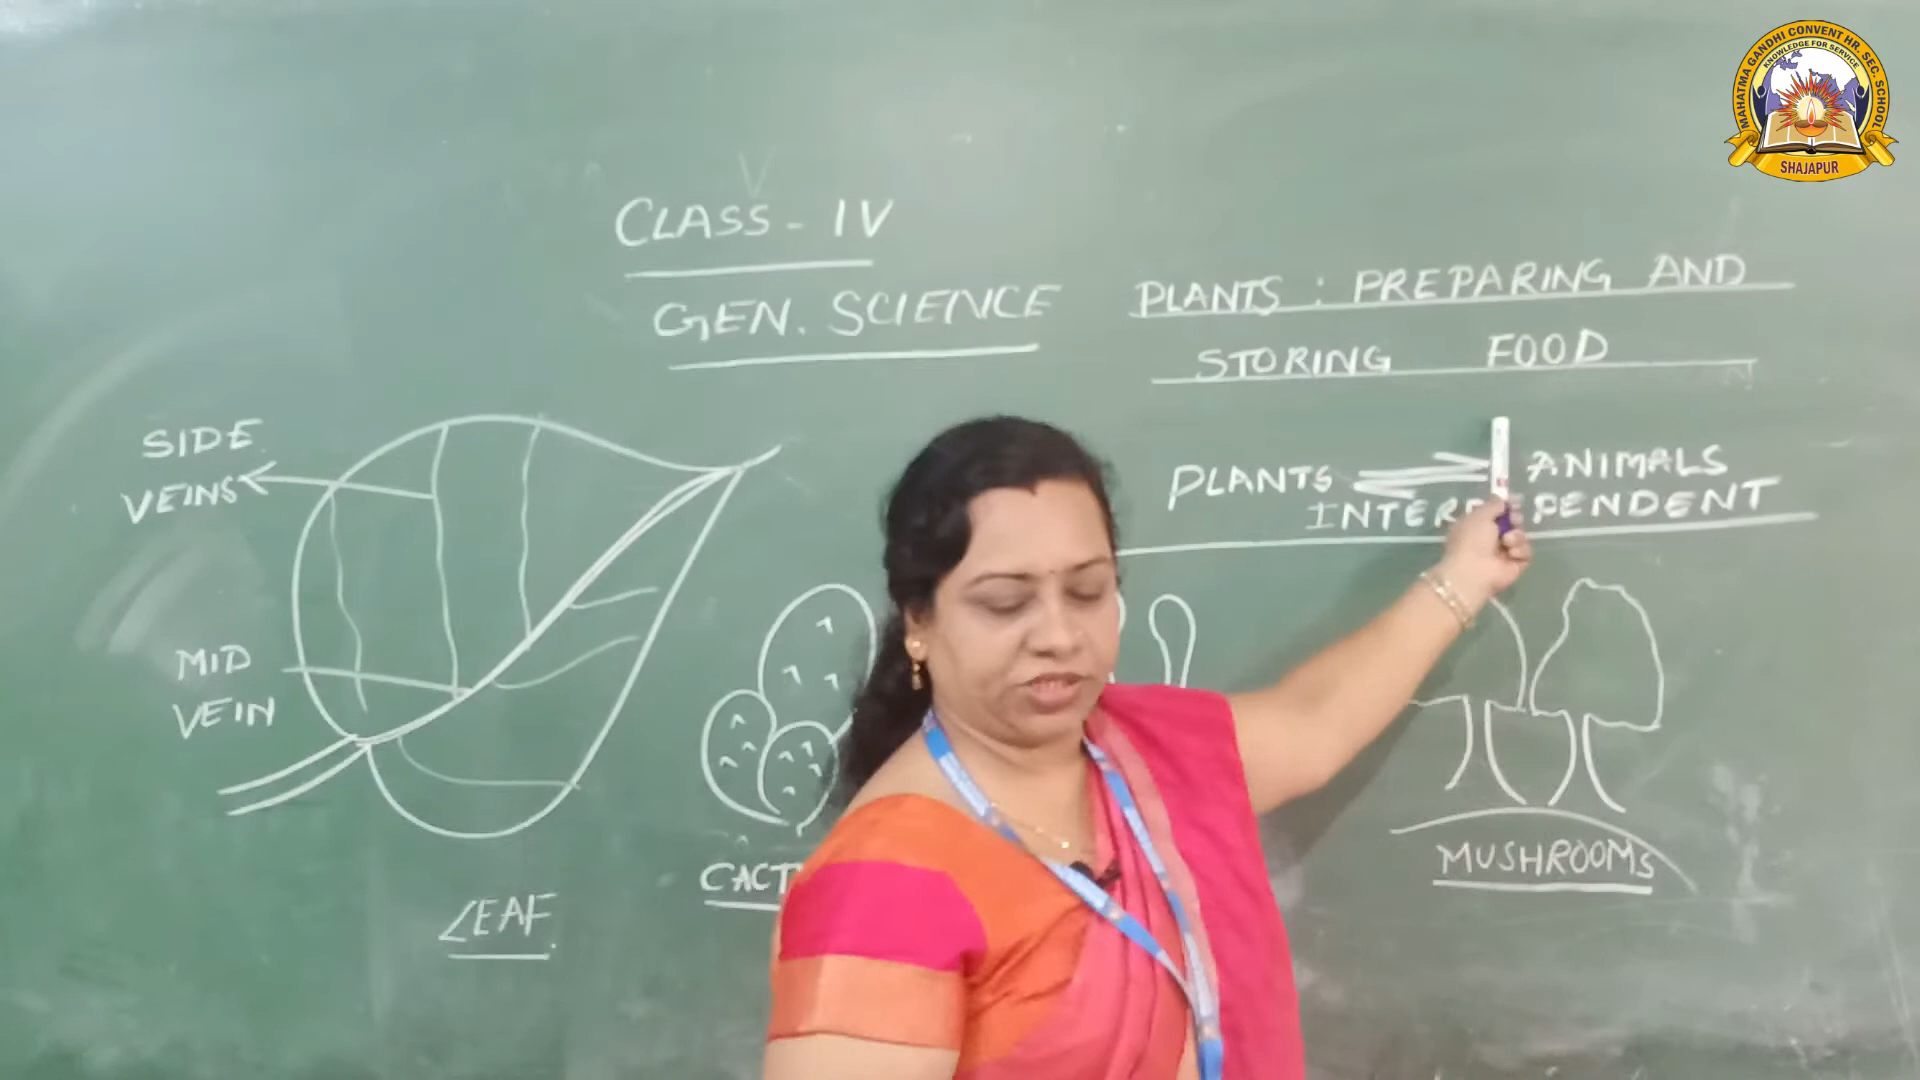 MAHATMA GANDHI CONVENT HR. SEC. SCHOOL
KNOWLEDGE FOR SERVICE
SHAJAPUR
CLASS - IV
GEN. SCIENCE
PLANTS : PREPARING AND
STORING FOOD
PLANTS ANIMALS
INTERDEPENDENT
SIDE
VEINS
MID
VEIN
LEAF
MUSHROOMS